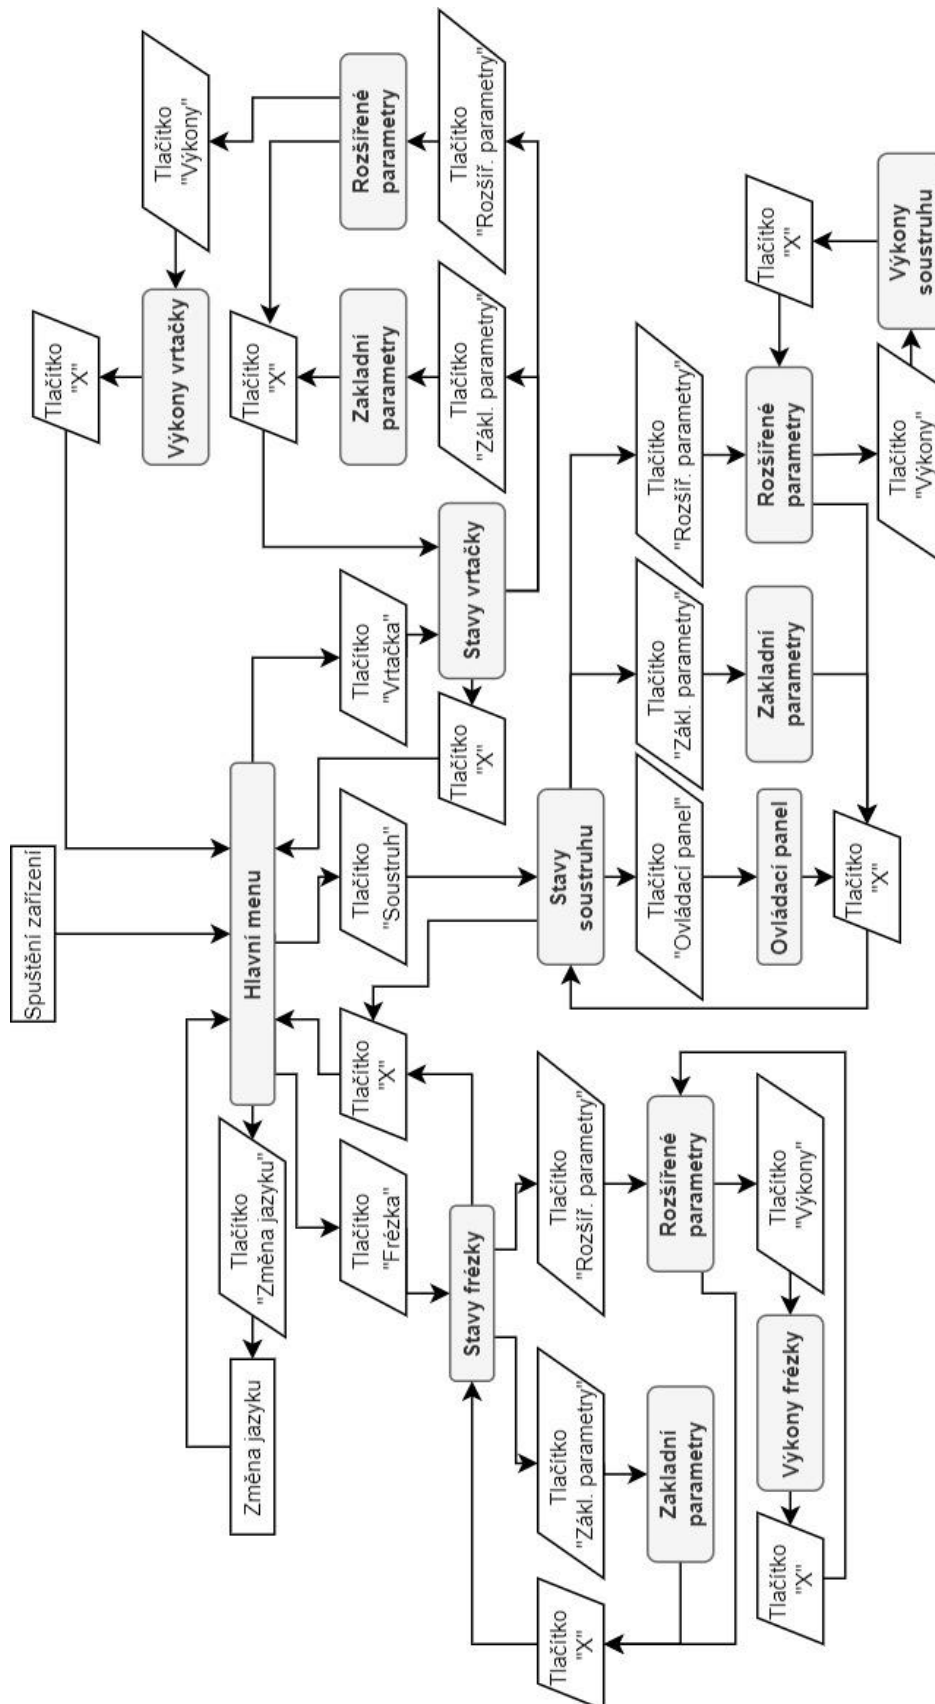 Spuštění zařízení
Hlavní menu
Tlačítko
"Změna jazyku"
Změna jazyku
Tlačítko
"Frézka"
Tlačítko
"X"
Tlačítko
"Soustruh"
Tlačítko
"Vrtačka"
Tlačítko
"X"
Výkony vrtačky
Tlačítko
"Výkony"
Tlačítko
"X"
Zakladní
parametry
Rozšířené
parametry
Tlačítko
"X"
Stavy vrtačky
Tlačítko
"Zákl. parametry"
Tlačítko
"Rozšíř. parametry"
Stavy frézky
Tlačítko
"X"
Tlačítko
"Zákl. parametry"
Tlačítko
"Rozšíř. parametry"
Zakladní
parametry
Rozšířené
parametry
Tlačítko
"X"
Výkony frézky
Tlačítko
"Výkony"
Stavy
soustruhu
Tlačítko
"Ovládací panel"
Tlačítko
"Zákl. parametry"
Tlačítko
"Rozšíř. parametry"
Ovládací panel
Zakladní
parametry
Rozšířené
parametry
Tlačítko
"X"
Tlačítko
"X"
Tlačítko
"Výkony"
Výkony
soustruhu